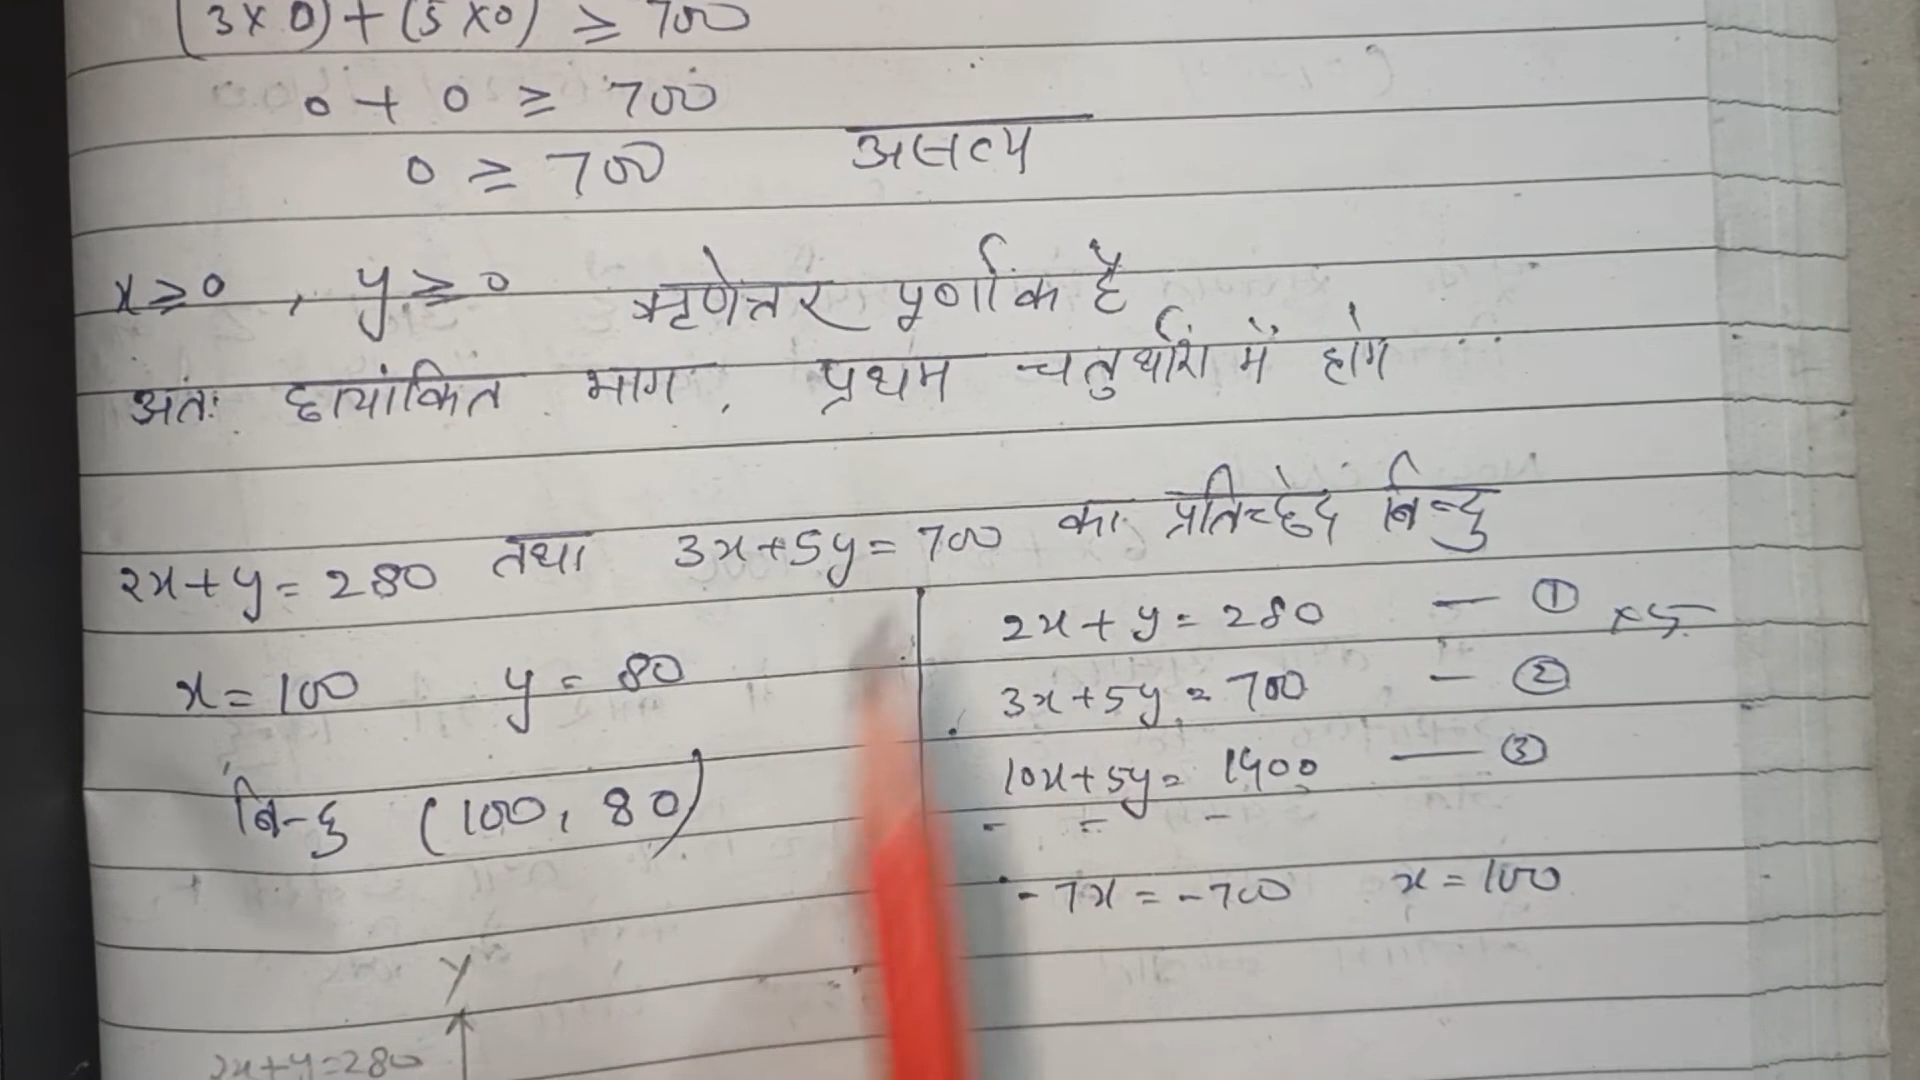 (3×0)+(5×0) ≥ 700
0 + 0 ≥ 700
0 ≥ 700 असत्य
x≥0 , y≥0 ऋणेत्तर पूर्णांक है
अतः छायांकित भाग, प्रथम चतुर्थांश में होग
2x+y=280 तथा 3x+5y=700 का प्रतिच्छेद बिन्दु
x=100 y=80
बिन्दु (100, 80)
2x+y=280 — ① ×5
3x+5y=700 — ②
10x+5y=1400 — ③
- - -
-7x=-700 x=100
Y
2x+y=280